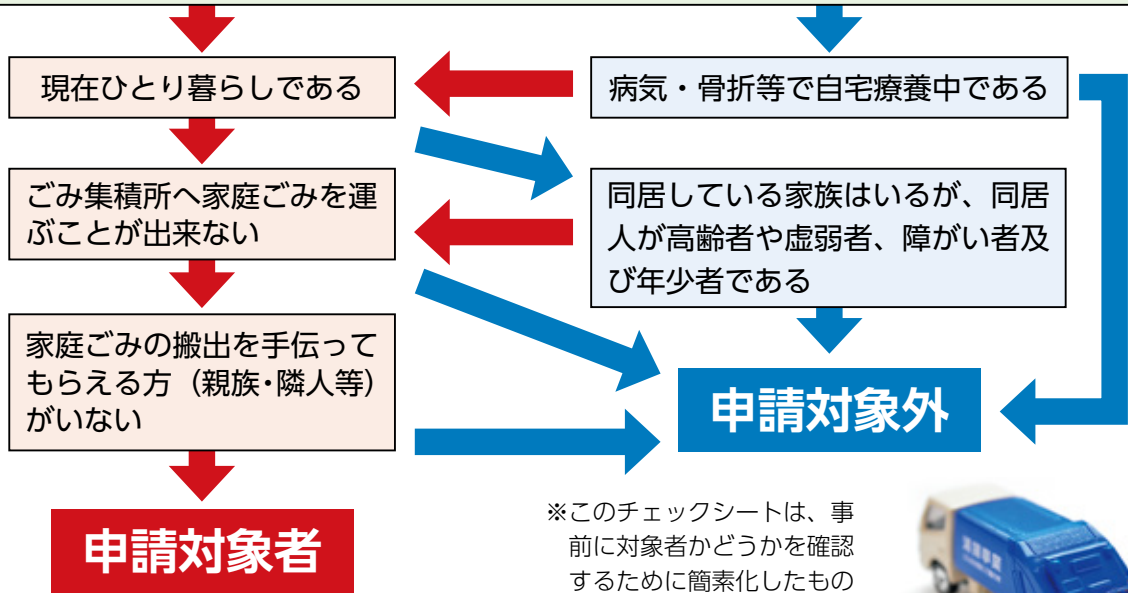 現在ひとり暮らしである
病気・骨折等で自宅療養中である
ごみ集積所へ家庭ごみを運
ぶことが出来ない
同居している家族はいるが、同居
人が高齢者や虚弱者、障がい者及
び年少者である
家庭ごみの搬出を手伝って
もらえる方（親族・隣人等）
がいない
申請対象外
申請対象者
※このチェックシートは、事
前に対象者かどうかを確認
するために簡素化したもの